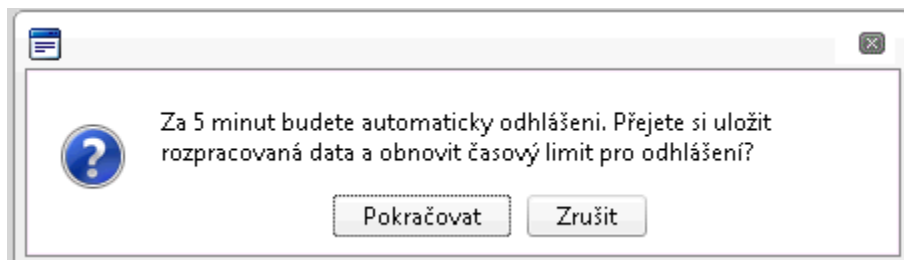 Za 5 minut budete automaticky odhlášeni. Přejete si uložit
rozpracovaná data a obnovit časový limit pro odhlášení?
Pokračovat
Zrušit